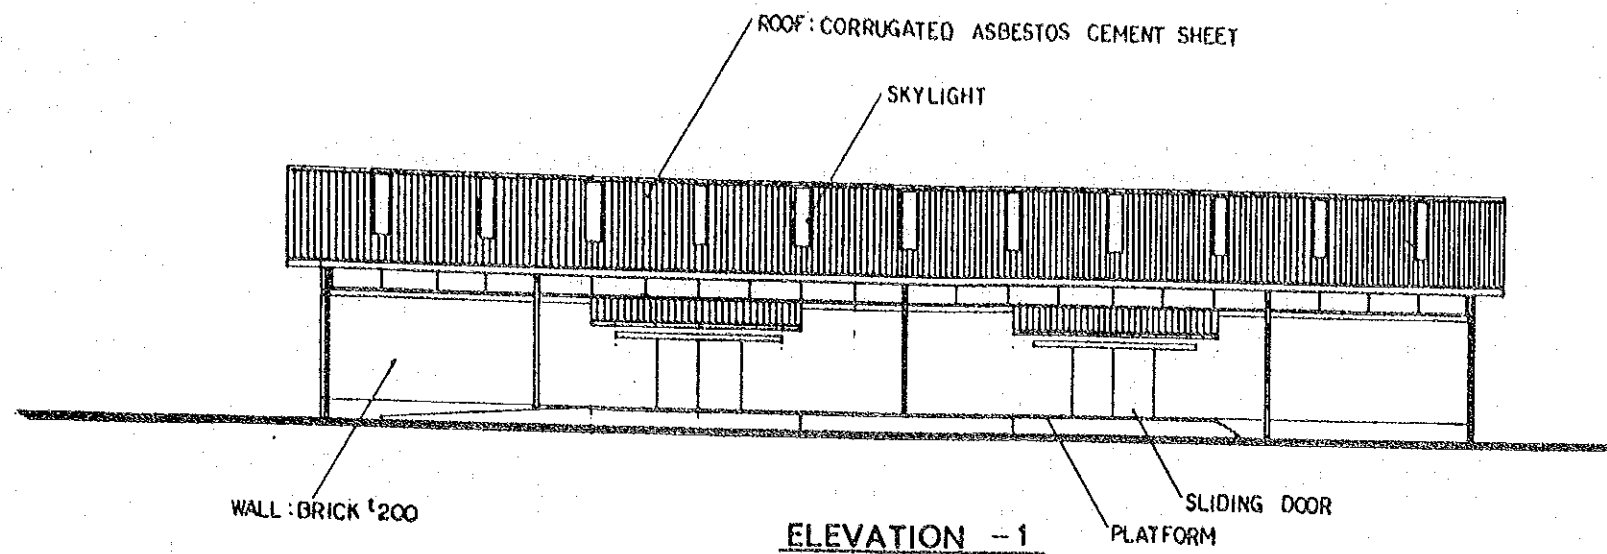 ROOF: CORRUGATED ASBESTOS CEMENT SHEET
SKYLIGHT
WALL: BRICK t200
SLIDING DOOR
PLATFORM
ELEVATION - 1